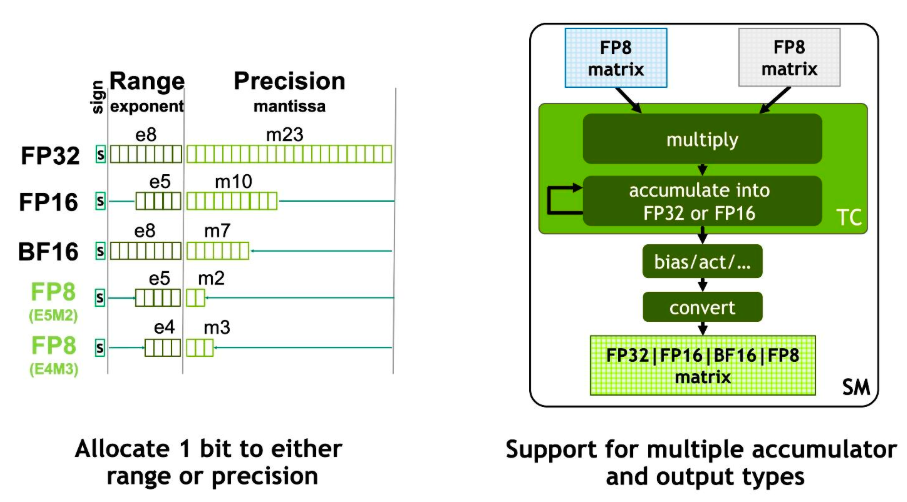 sign
Range
exponent
Precision
mantissa
FP32
s
e8
m23
FP16
s
e5
m10
BF16
s
e8
m7
FP8
(E5M2)
s
e5
m2
FP8
(E4M3)
s
e4
m3
Allocate 1 bit to either
range or precision
FP8
matrix
FP8
matrix
multiply
accumulate into
FP32 or FP16
TC
bias/act/...
convert
FP32|FP16|BF16|FP8
matrix
SM
Support for multiple accumulator
and output types